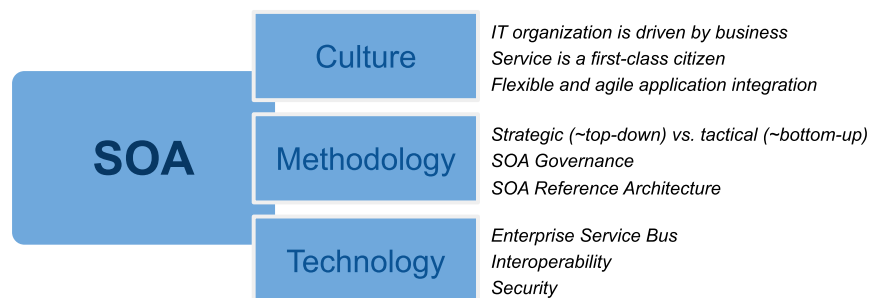 SOA
Culture
IT organization is driven by business
Service is a first-class citizen
Flexible and agile application integration
Methodology
Strategic (~top-down) vs. tactical (~bottom-up)
SOA Governance
SOA Reference Architecture
Technology
Enterprise Service Bus
Interoperability
Security